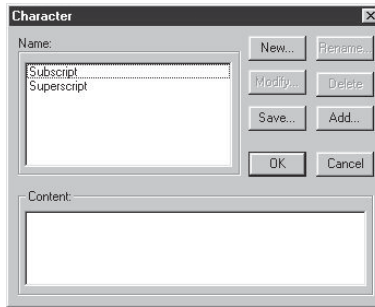 Character
Name:
New...
Rename...
Subscript
Superscript
Modify...
Delete
Save...
Add...
OK
Cancel
Content: